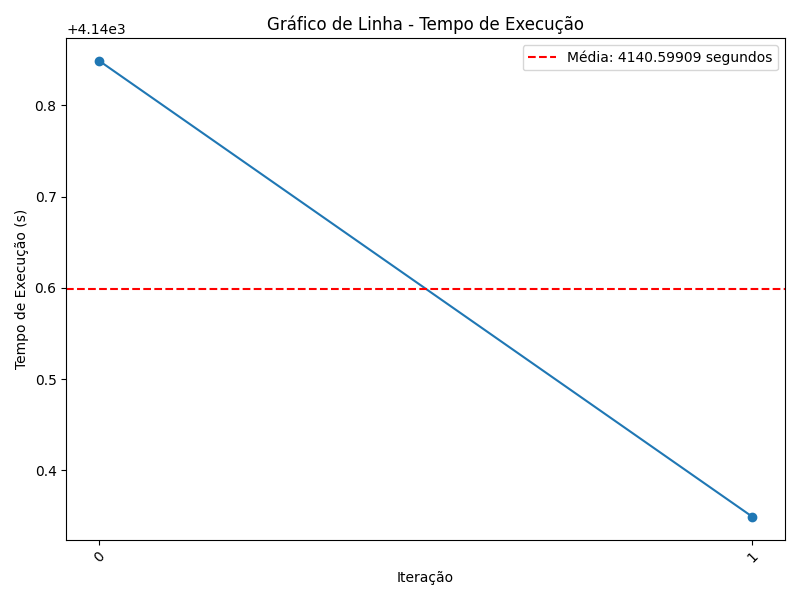 Gráfico de Linha - Tempo de Execução
+4.14e3
Média: 4140.59909 segundos
0.8
0.7
0.6
0.5
0.4
Tempo de Execução (s)
0
1
Iteração